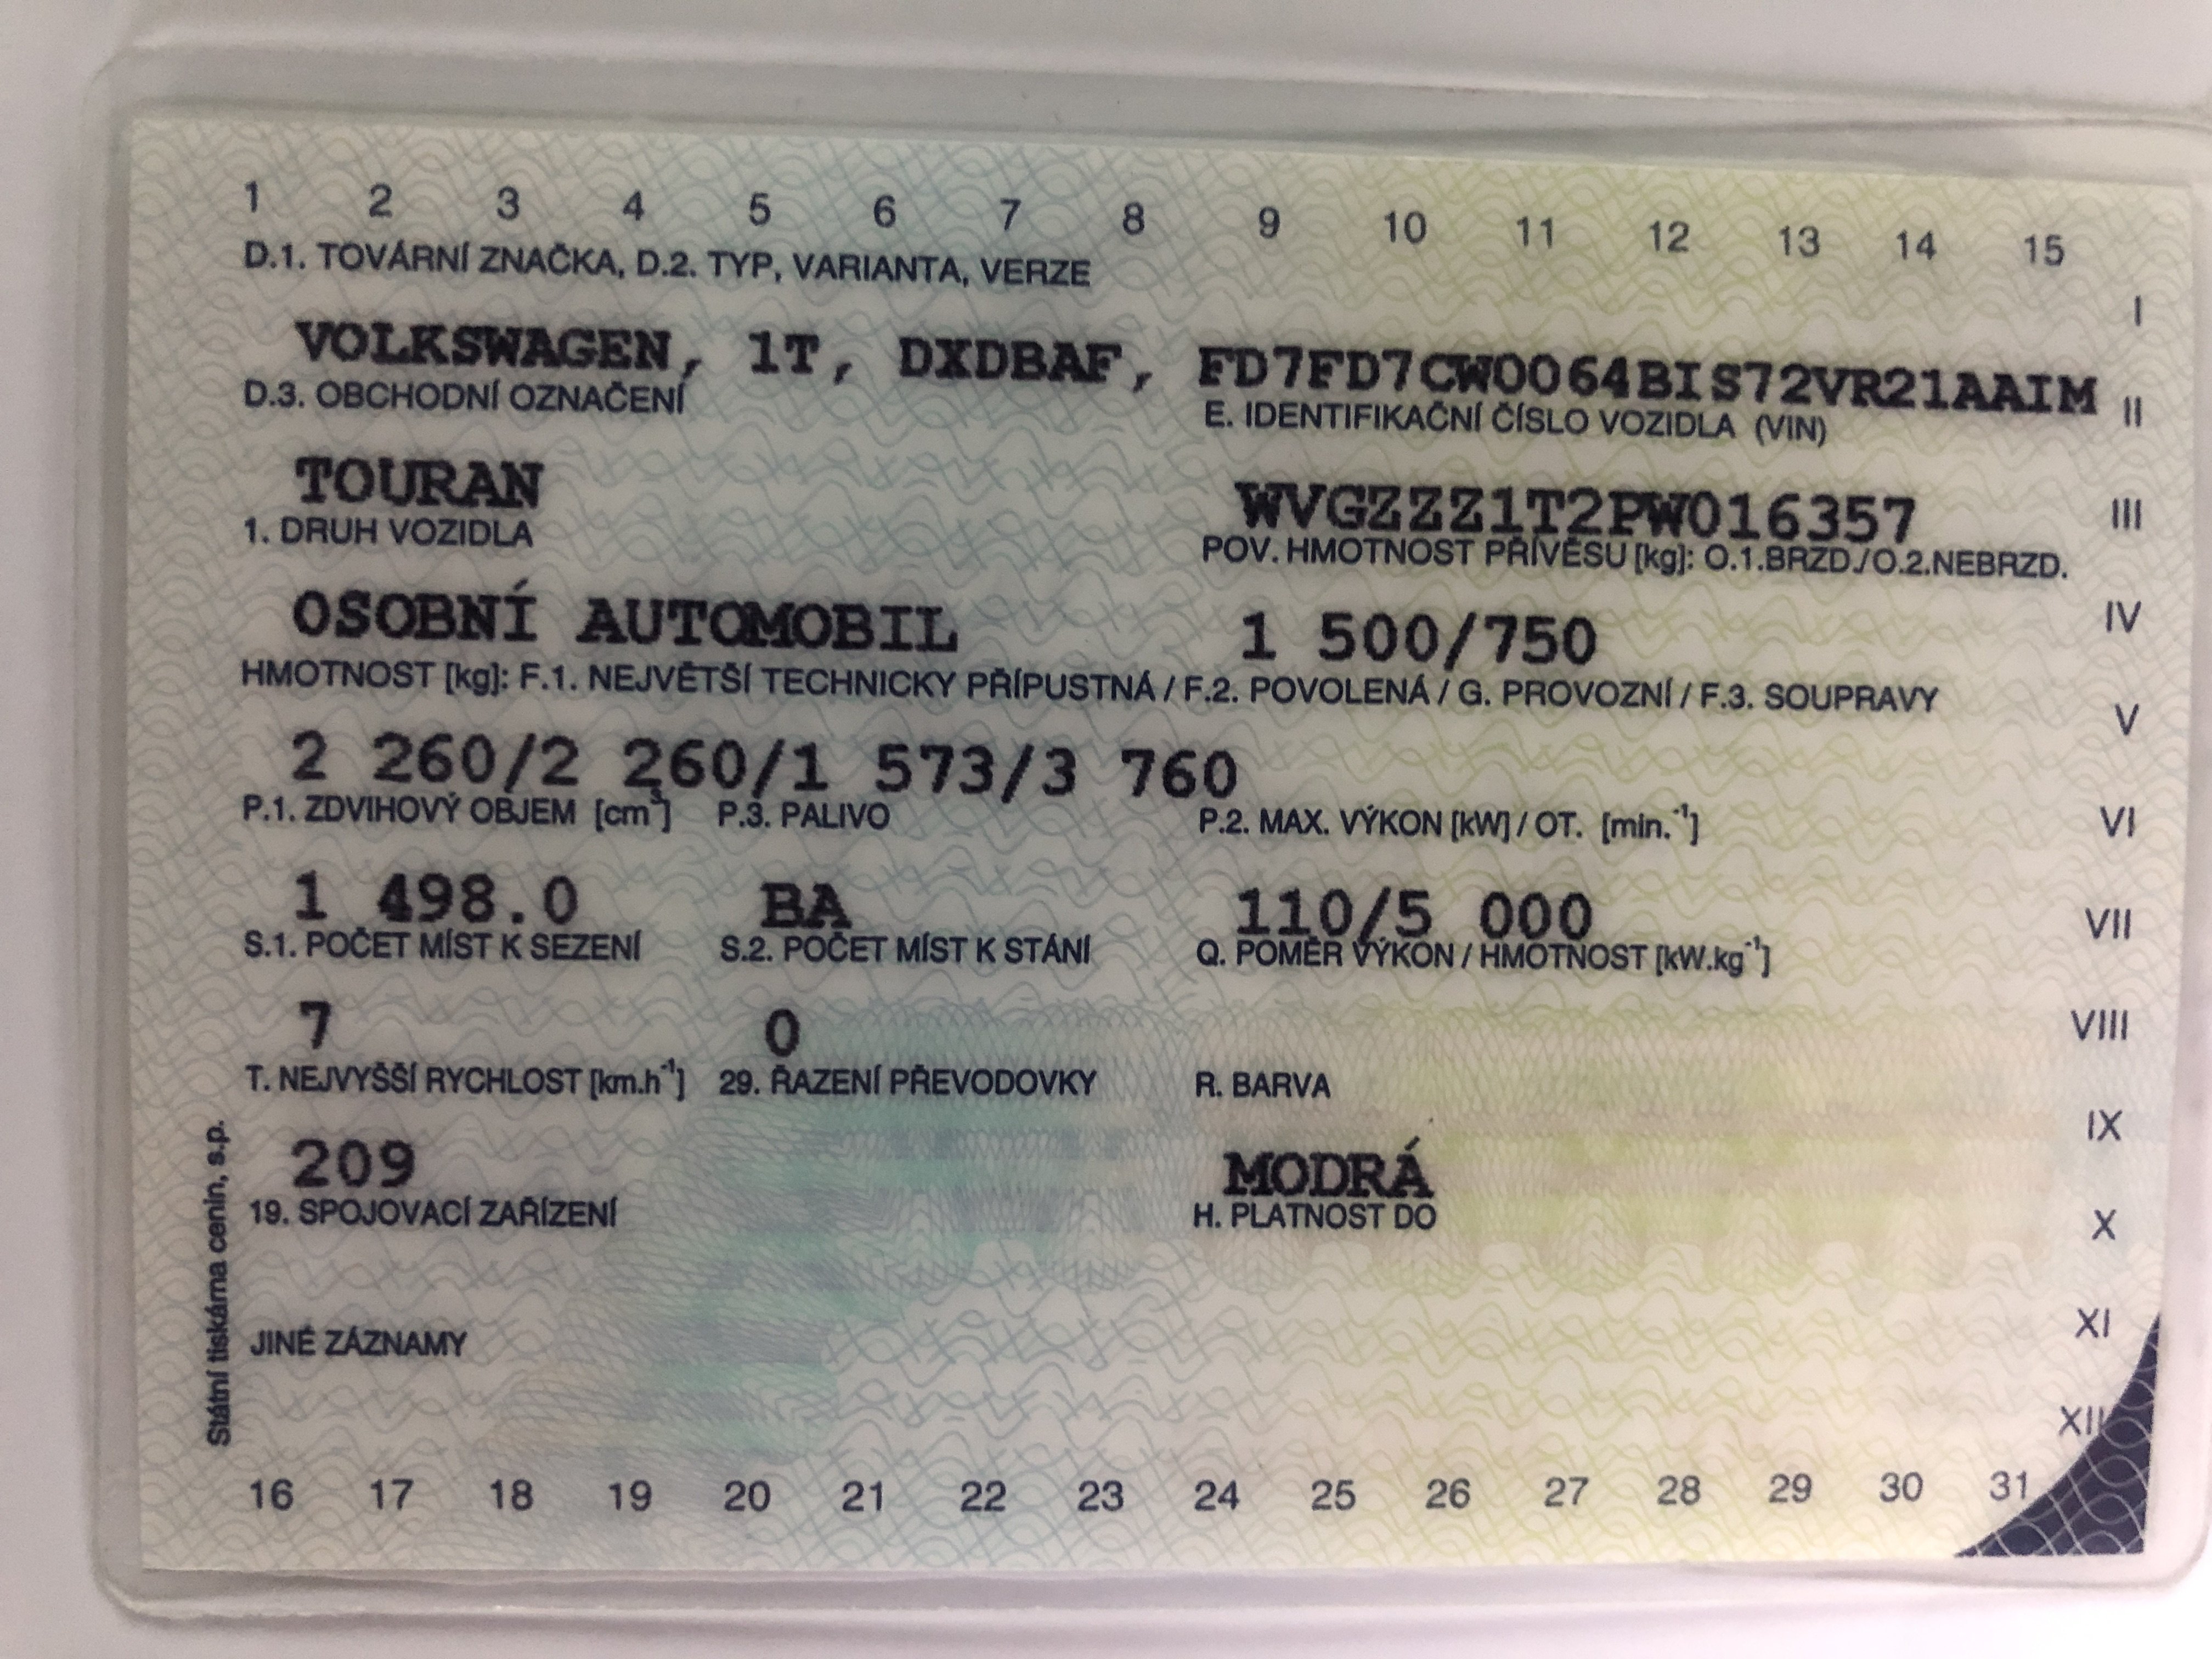 1 2 3 4 5 6 7 8 9 10 11 12 13 14 15
D.1. TOVÁRNÍ ZNAČKA, D.2. TYP, VARIANTA, VERZE
I
VOLKSWAGEN, 1T, DXDBAF, FD7FD7CW0064BIS72VR21AAIM
D.3. OBCHODNÍ OZNAČENÍ E. IDENTIFIKAČNÍ ČÍSLO VOZIDLA (VIN) II
TOURAN WVGZZZ1T2PW016357 III
1. DRUH VOZIDLA POV. HMOTNOST PŘÍVĚSU [kg]: O.1.BRZD./O.2.NEBRZD.
OSOBNÍ AUTOMOBIL 1 500/750 IV
HMOTNOST [kg]: F.1. NEJVĚTŠÍ TECHNICKY PŘÍPUSTNÁ / F.2. POVOLENÁ / G. PROVOZNÍ / F.3. SOUPRAVY
V
2 260/2 260/1 573/3 760
P.1. ZDVIHOVÝ OBJEM [cm³] P.3. PALIVO P.2. MAX. VÝKON [kW] / OT. [min.⁻¹] VI
1 498.0 BA 110/5 000 VII
S.1. POČET MÍST K SEZENÍ S.2. POČET MÍST K STÁNÍ Q. POMĚR VÝKON / HMOTNOST [kW.kg⁻¹]
7 0 VIII
T. NEJVYŠŠÍ RYCHLOST [km.h⁻¹] 29. ŘAZENÍ PŘEVODOVKY R. BARVA
IX
209 MODRÁ
19. SPOJOVACÍ ZAŘÍZENÍ H. PLATNOST DO X
XI
JINÉ ZÁZNAMY
XII
16 17 18 19 20 21 22 23 24 25 26 27 28 29 30 31
Státní tiskárna cenin, s.p.